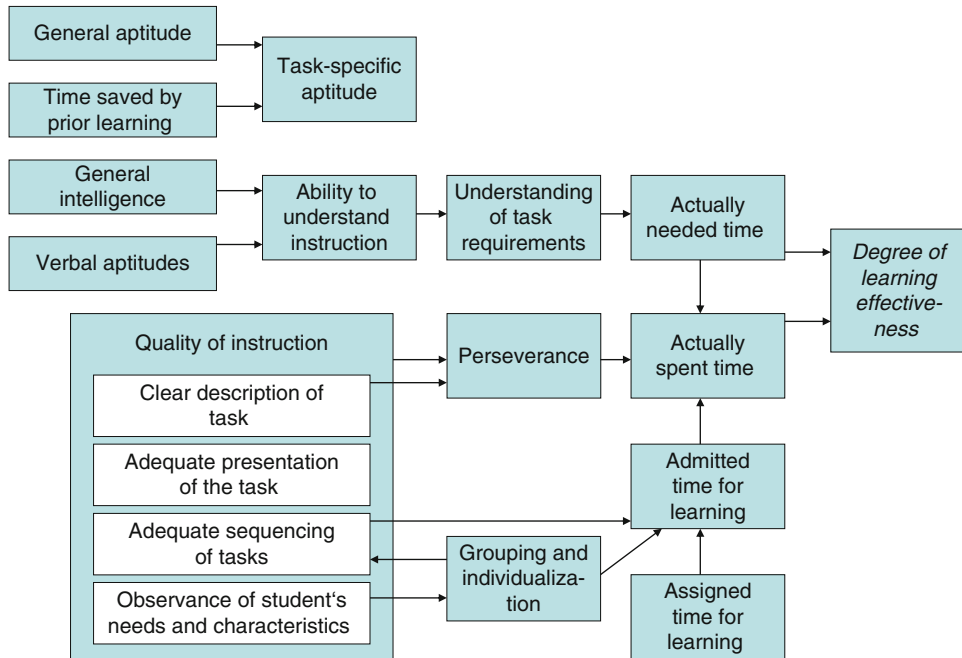 General aptitude
Time saved by
prior learning
Task-specific
aptitude
General
intelligence
Verbal aptitudes
Ability to
understand
instruction
Understanding
of task
requirements
Actually
needed time
Degree of
learning
effective-
ness
Quality of instruction
Clear description of
task
Adequate presentation
of the task
Adequate sequencing
of tasks
Observance of student‘s
needs and characteristics
Perseverance
Actually
spent time
Grouping and
individualiza-
tion
Admitted
time for
learning
Assigned
time for
learning